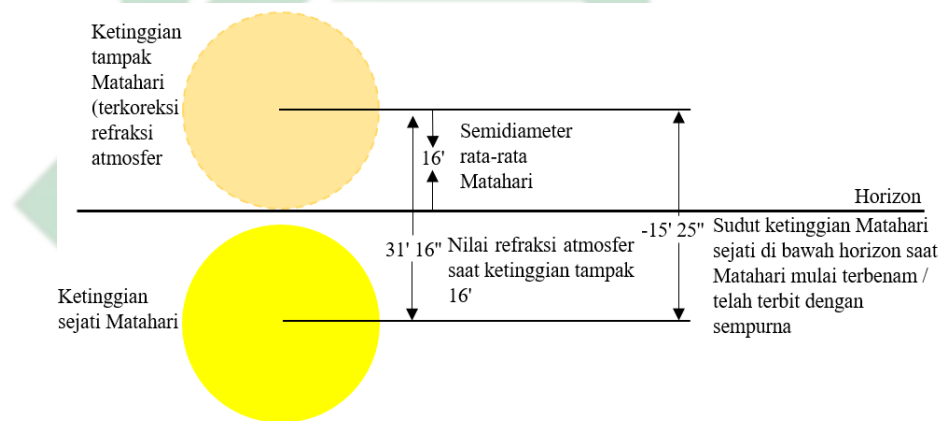 Ketinggian
tampak
Matahari
(terkoreksi
refraksi
atmosfer
Semidiameter
16' rata-rata
Matahari
Horizon
31' 16" Nilai refraksi atmosfer
saat ketinggian tampak
16'
-15' 25" Sudut ketinggian Matahari
sejati di bawah horizon saat
Matahari mulai terbenam /
telah terbit dengan
sempurna
Ketinggian
sejati Matahari